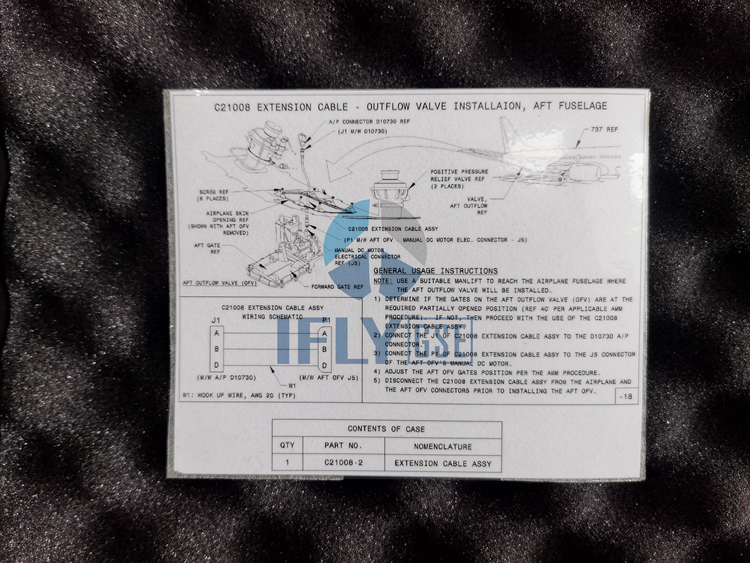 C21008 EXTENSION CABLE - OUTFLOW VALVE INSTALLAION, AFT FUSELAGE
A/P CONNECTOR D10730 REF
(J1 M/W D10730)
737 REF
POSITIVE PRESSURE
RELIEF VALVE REF
(2 PLACES)
VALVE,
AFT OUTFLOW
REF
SCREW REF
(6 PLACES)
AIRPLANE SKIN
OPENING REF
(SHOWN WITH AFT OFV
REMOVED)
AFT GATE
REF
AFT OUTFLOW VALVE (OFV)
C21008 EXTENSION CABLE ASSY
(P1 M/W AFT OFV - MANUAL DC MOTOR ELEC. CONNECTOR - J5)
MANUAL DC MOTOR
ELECTRICAL CONNECTOR
REF (J5)
FORWARD GATE REF
GENERAL USAGE INSTRUCTIONS
NOTE: USE A SUITABLE MANLIFT TO REACH THE AIRPLANE FUSELAGE WHERE
THE AFT OUTFLOW VALVE WILL BE INSTALLED.
1) DETERMINE IF THE GATES ON THE AFT OUTFLOW VALVE (OFV) ARE AT THE
REQUIRED PARTIALLY OPENED POSITION (REF 4C PER APPLICABLE AMM
PROCEDURE). IF NOT, THEN PROCEED WITH THE USE OF THE C21008
EXTENSION CABLE ASSY.
2) CONNECT THE J1 OF C21008 EXTENSION CABLE ASSY TO THE D10730 A/P
CONNECTOR.
3) CONNECT THE P1 OF C21008 EXTENSION CABLE ASSY TO THE J5 CONNECTOR
OF THE AFT OFV'S MANUAL DC MOTOR.
4) ADJUST THE AFT OFV GATES POSITION PER THE AMM PROCEDURE.
5) DISCONNECT THE C21008 EXTENSION CABLE ASSY FROM THE AIRPLANE AND
THE AFT OFV CONNECTORS PRIOR TO INSTALLING THE AFT OFV.
-18
C21008 EXTENSION CABLE ASSY
WIRING SCHEMATIC
J1 P1
A A
B B
D D
(M/W A/P D10730) (M/W AFT OFV J5)
W1
W1: HOOK UP WIRE, AWG 20 (TYP)
IFLY GSE
CONTENTS OF CASE
QTY PART NO. NOMENCLATURE
1 C21008-2 EXTENSION CABLE ASSY